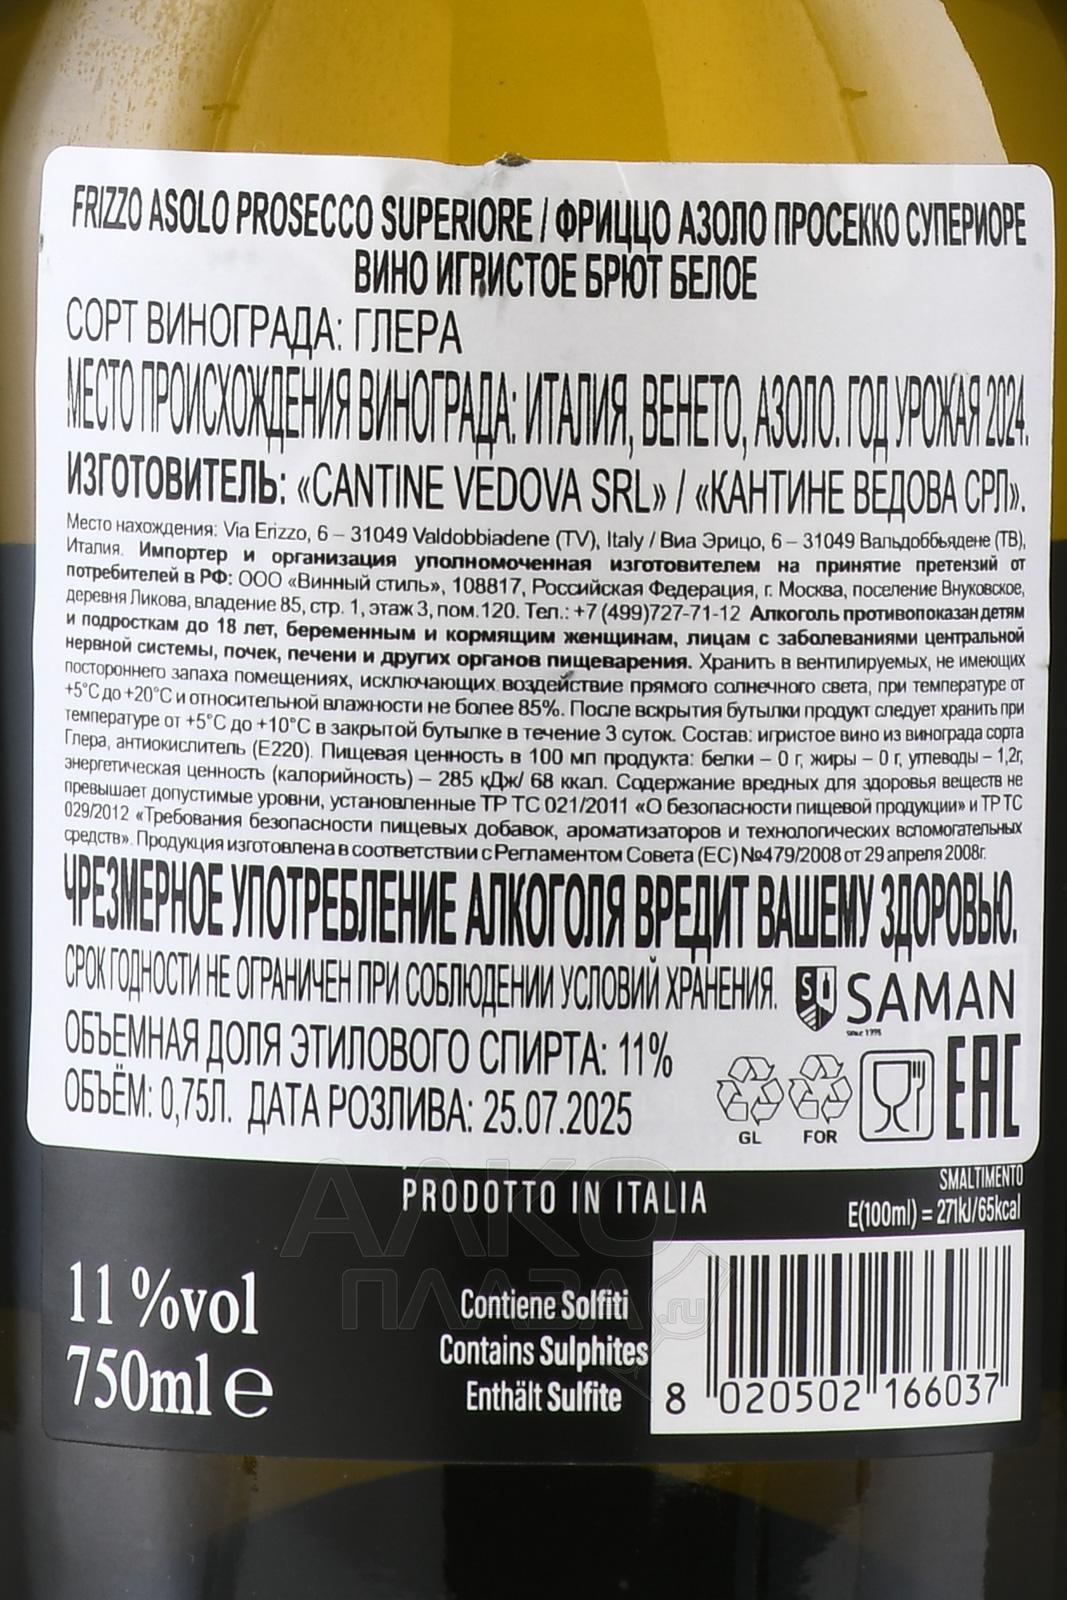 FRIZZO ASOLO PROSECCO SUPERIORE / ФРИЦЦО АЗОЛО ПРОСЕККО СУПЕРИОРЕ
ВИНО ИГРИСТОЕ БРЮТ БЕЛОЕ
СОРТ ВИНОГРАДА: ГЛЕРА
МЕСТО ПРОИСХОЖДЕНИЯ ВИНОГРАДА: ИТАЛИЯ, ВЕНЕТО, АЗОЛО. ГОД УРОЖАЯ 2024.
ИЗГОТОВИТЕЛЬ: «CANTINE VEDOVA SRL» / «КАНТИНЕ ВЕДОВА СРЛ».
Место нахождения: Via Erizzo, 6 – 31049 Valdobbiadene (TV), Italy / Виа Эрицо, 6 – 31049 Вальдоббьядене (ТВ),
Италия. Импортер и организация уполномоченная изготовителем на принятие претензий от
потребителей в РФ: ООО «Винный стиль», 108817, Российская Федерация, г. Москва, поселение Внуковское,
деревня Ликова, владение 85, стр. 1, этаж 3, пом.120. Тел.: +7 (499)727-71-12 Алкоголь противопоказан детям
и подросткам до 18 лет, беременным и кормящим женщинам, лицам с заболеваниями центральной
нервной системы, почек, печени и других органов пищеварения. Хранить в вентилируемых, не имеющих
постороннего запаха помещениях, исключающих воздействие прямого солнечного света, при температуре от
+5°С до +20°С и относительной влажности не более 85%. После вскрытия бутылки продукт следует хранить при
температуре от +5°С до +10°С в закрытой бутылке в течение 3 суток. Состав: игристое вино из винограда сорта
Глера, антиокислитель (Е220). Пищевая ценность в 100 мл продукта: белки – 0 г, жиры – 0 г, углеводы – 1,2г,
энергетическая ценность (калорийность) – 285 кДж/ 68 ккал. Содержание вредных для здоровья веществ не
превышает допустимые уровни, установленные ТР ТС 021/2011 «О безопасности пищевой продукции» и ТР ТС
029/2012 «Требования безопасности пищевых добавок, ароматизаторов и технологических вспомогательных
средств». Продукция изготовлена в соответствии с Регламентом Совета (ЕС) №479/2008 от 29 апреля 2008г.
ЧРЕЗМЕРНОЕ УПОТРЕБЛЕНИЕ АЛКОГОЛЯ ВРЕДИТ ВАШЕМУ ЗДОРОВЬЮ.
СРОК ГОДНОСТИ НЕ ОГРАНИЧЕН ПРИ СОБЛЮДЕНИИ УСЛОВИЙ ХРАНЕНИЯ.
SAMAN
since 1996
ОБЪЕМНАЯ ДОЛЯ ЭТИЛОВОГО СПИРТА: 11%
ОБЪЁМ: 0,75Л. ДАТА РОЗЛИВА: 25.07.2025
GL FOR EAC
PRODOTTO IN ITALIA
SMALTIMENTO
E(100ml) = 271kJ/65kcal
11 %vol
750ml e
Contiene Solfiti
Contains Sulphites
Enthält Sulfite
8 020502 166037
АЛКО
ПЛАЗА.ru